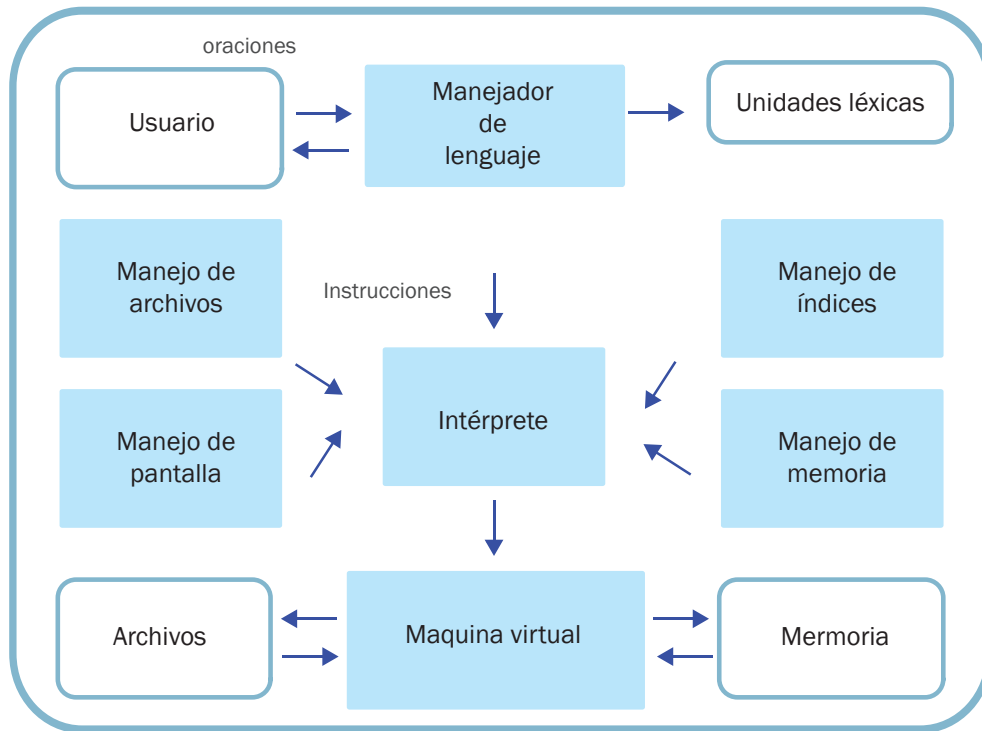 oraciones
Usuario
Manejador
de
lenguaje
Unidades léxicas
Manejo de
archivos
Instrucciones
Manejo de
índices
Intérprete
Manejo de
pantalla
Manejo de
memoria
Archivos
Maquina virtual
Mermoria